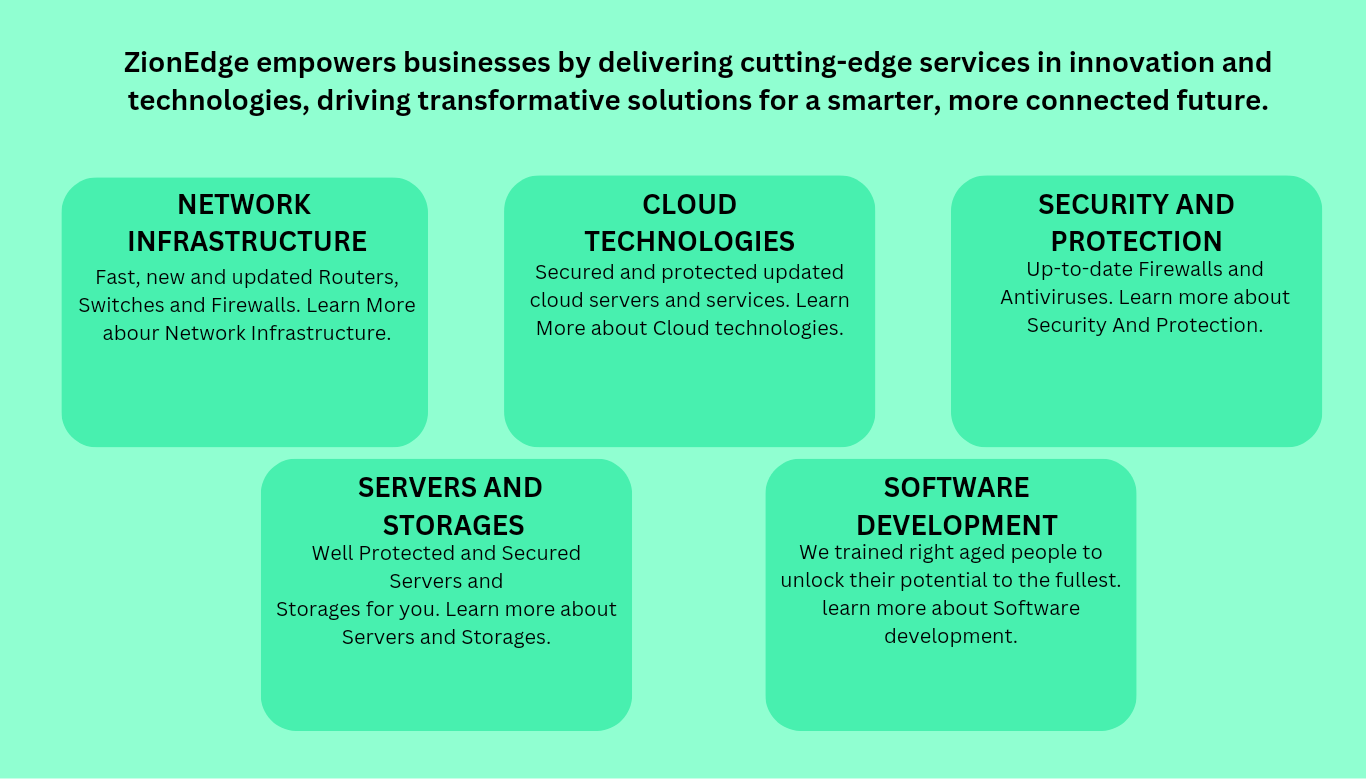 ZionEdge empowers businesses by delivering cutting-edge services in innovation and
technologies, driving transformative solutions for a smarter, more connected future.
NETWORK
INFRASTRUCTURE
Fast, new and updated Routers,
Switches and Firewalls. Learn More
abour Network Infrastructure.
CLOUD
TECHNOLOGIES
Secured and protected updated
cloud servers and services. Learn
More about Cloud technologies.
SECURITY AND
PROTECTION
Up-to-date Firewalls and
Antiviruses. Learn more about
Security And Protection.
SERVERS AND
STORAGES
Well Protected and Secured
Servers and
Storages for you. Learn more about
Servers and Storages.
SOFTWARE
DEVELOPMENT
We trained right aged people to
unlock their potential to the fullest.
learn more about Software
development.